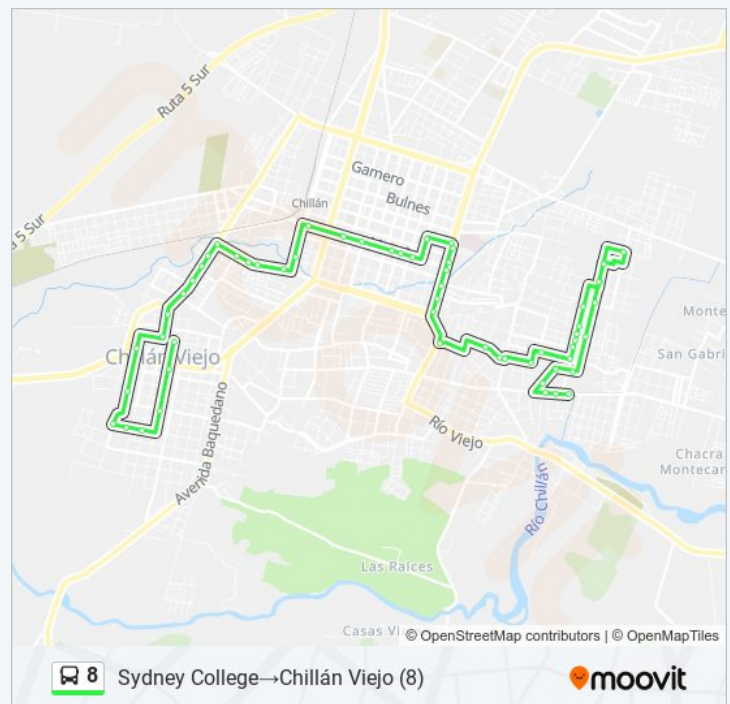 Ruta 5 Sur
Gamero
Bulnes
Chillán
5 Sur
Monte
Chillán Viejo
San Gabri
Avenida Baquedano
Río Viejo
Chacra
Montecar
Río Chillán
Las Raíces
Casas Vi
© OpenStreetMap contributors | © OpenMapTiles
8 Sydney College→Chillán Viejo (8)
moovit